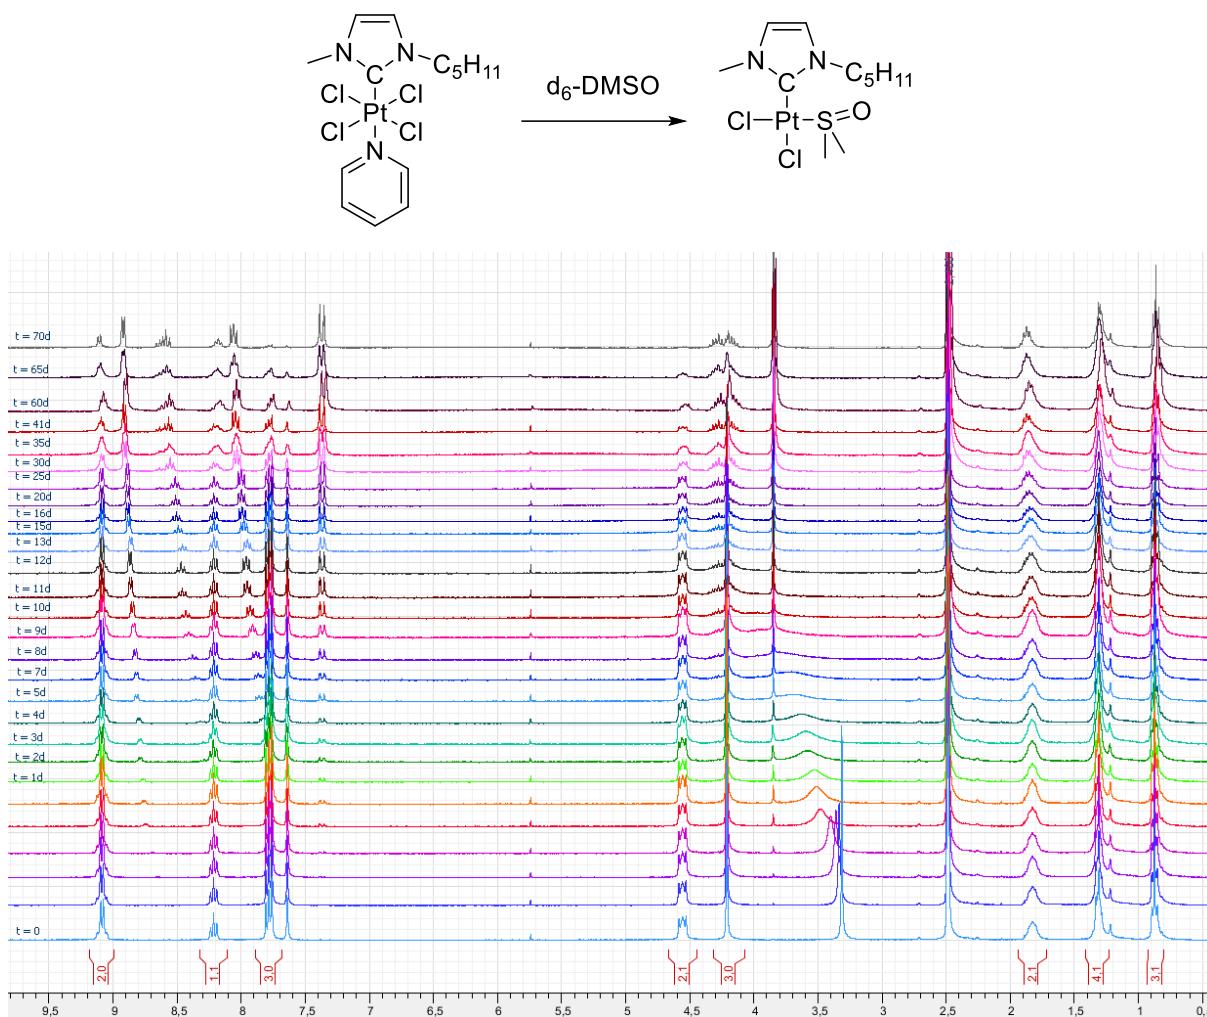 N N
C5H11
C
Cl Cl
Pt
Cl Cl
N
d6-DMSO
N N
C5H11
C
Cl Pt S O
Cl
t = 70d
t = 65d
t = 60d
t = 41d
t = 35d
t = 30d
t = 25d
t = 20d
t = 16d
t = 15d
t = 13d
t = 12d
t = 11d
t = 10d
t = 9d
t = 8d
t = 7d
t = 5d
t = 4d
t = 3d
t = 2d
t = 1d
t = 0
2.0 1.1 3.0 2.1 3.0 2.1 4.1 3.1
9,5 9 8,5 8 7,5 7 6,5 6 5,5 5 4,5 4 3,5 3 2,5 2 1,5 1 0,